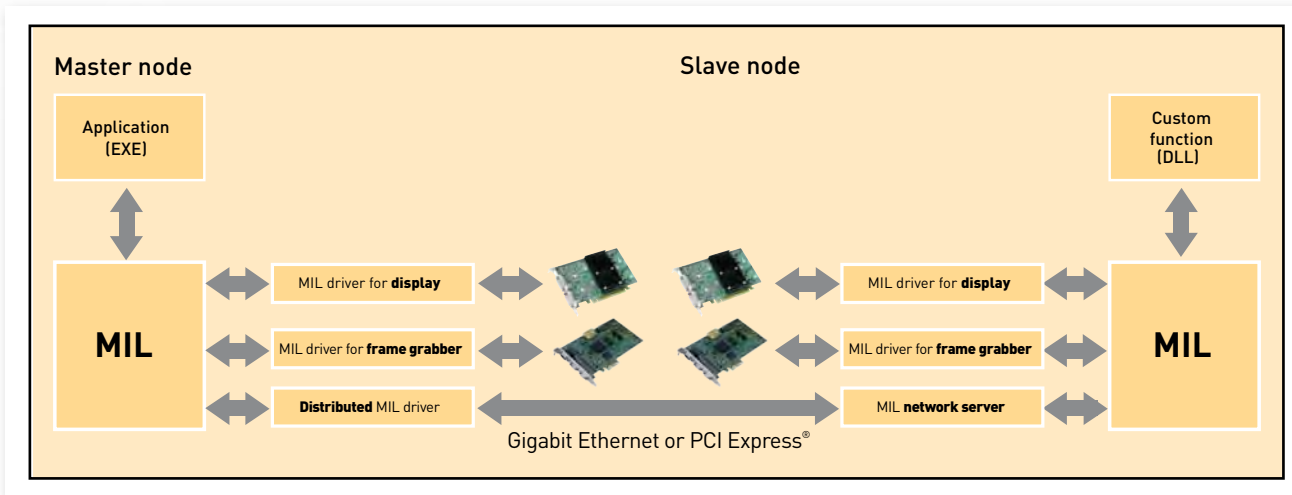 Master node
Slave node
Application
(EXE)
Custom
function
(DLL)
MIL
MIL driver for display
MIL driver for display
MIL driver for frame grabber
MIL driver for frame grabber
MIL
Distributed MIL driver
MIL network server
Gigabit Ethernet or PCI Express®